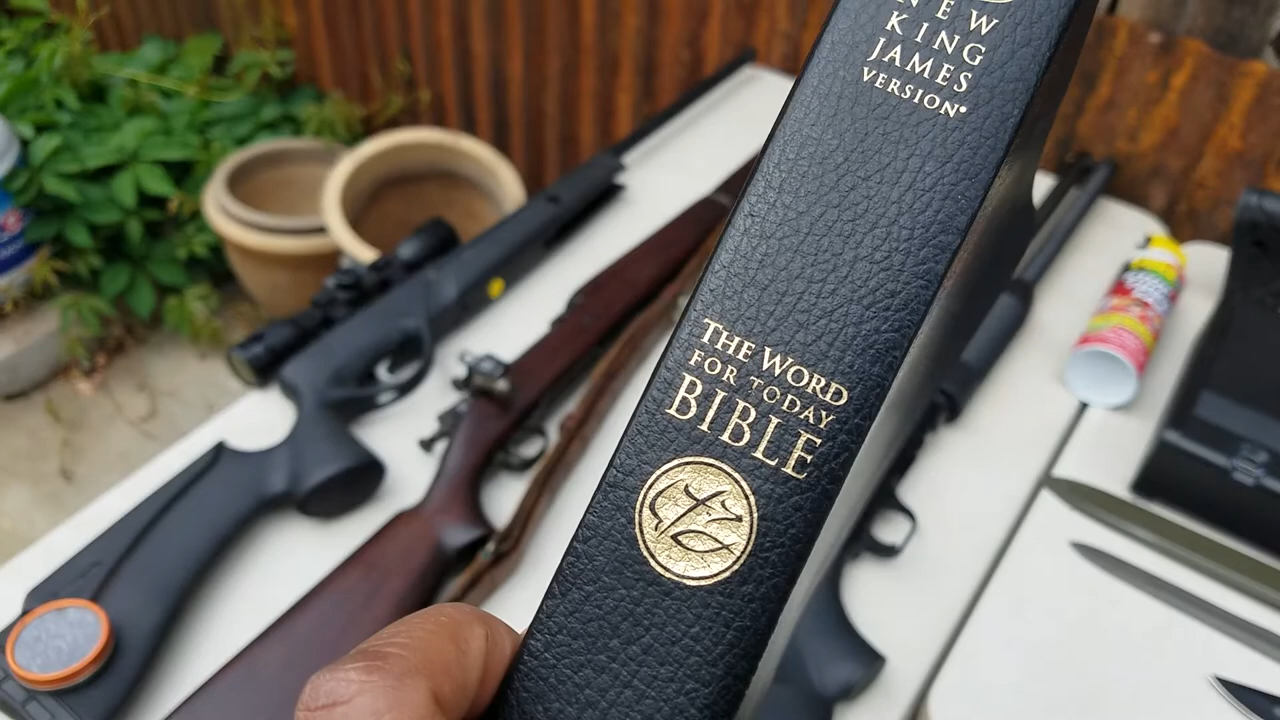 NEW
KING
JAMES
VERSION®
THE WORD
FOR TODAY
BIBLE